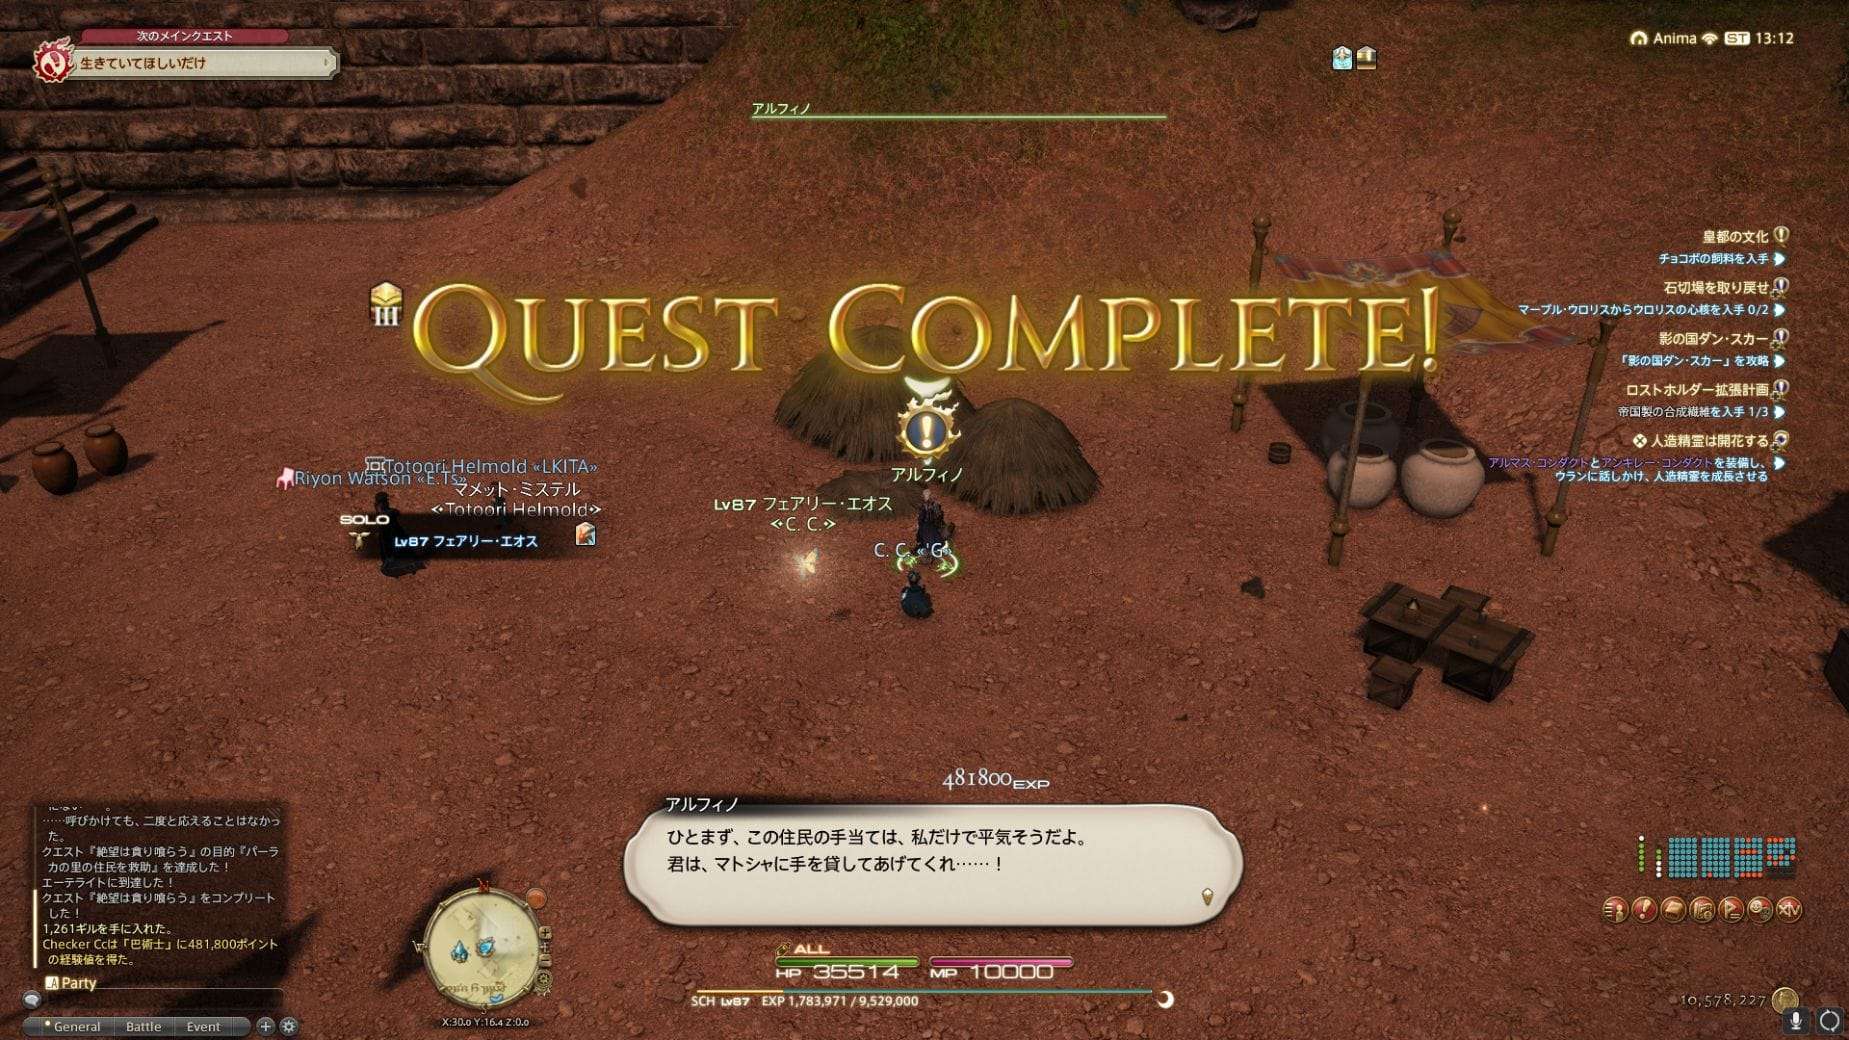 次のメインクエスト
生きていてほしいだけ
Anima ST 13:12
アルフィノ
皇都の文化
チョコボの飼料を入手
石切場を取り戻せ
マーブル・ウロリスからウロリスの心核を入手 0/2
影の国ダン・スカー
「影の国ダン・スカー」を攻略
ロストホルダー拡張計画
帝国製の合成繊維を入手 1/3
人造精霊は開花する
アルマス・コンダクトとアンキレー・コンダクトを装備し、
ウランに話しかけ、人造精霊を成長させる
III QUEST COMPLETE!
アルフィノ
Totoori Helmold «LKITA»
Riyon Watson «E.Ts»
マメット・ミステル
Totoori Helmold
SOLO
Lv87 フェアリー・エオス
Lv87 フェアリー・エオス
C. C.
C. C. «'G»
481800EXP
アルフィノ
ひとまず、この住民の手当ては、私だけで平気そうだよ。
君は、マトシャに手を貸してあげてくれ……！
……呼びかけても、二度と応えることはなかっ
た。
クエスト『絶望は貪り喰らう』の目的『パーラ
カの里の住民を救助』を達成した！
エーテライトに到達した！
クエスト『絶望は貪り喰らう』をコンプリート
した！
1,261ギルを手に入れた。
Checker Ccは「巴術士」に481,800ポイント
の経験値を得た。
Party
General Battle Event
X:30.0 Y:16.4 Z:0.0
ALL
HP 35514 MP 10000
SCH Lv87 EXP 1,783,971 / 9,529,000
XIV
10,578,227